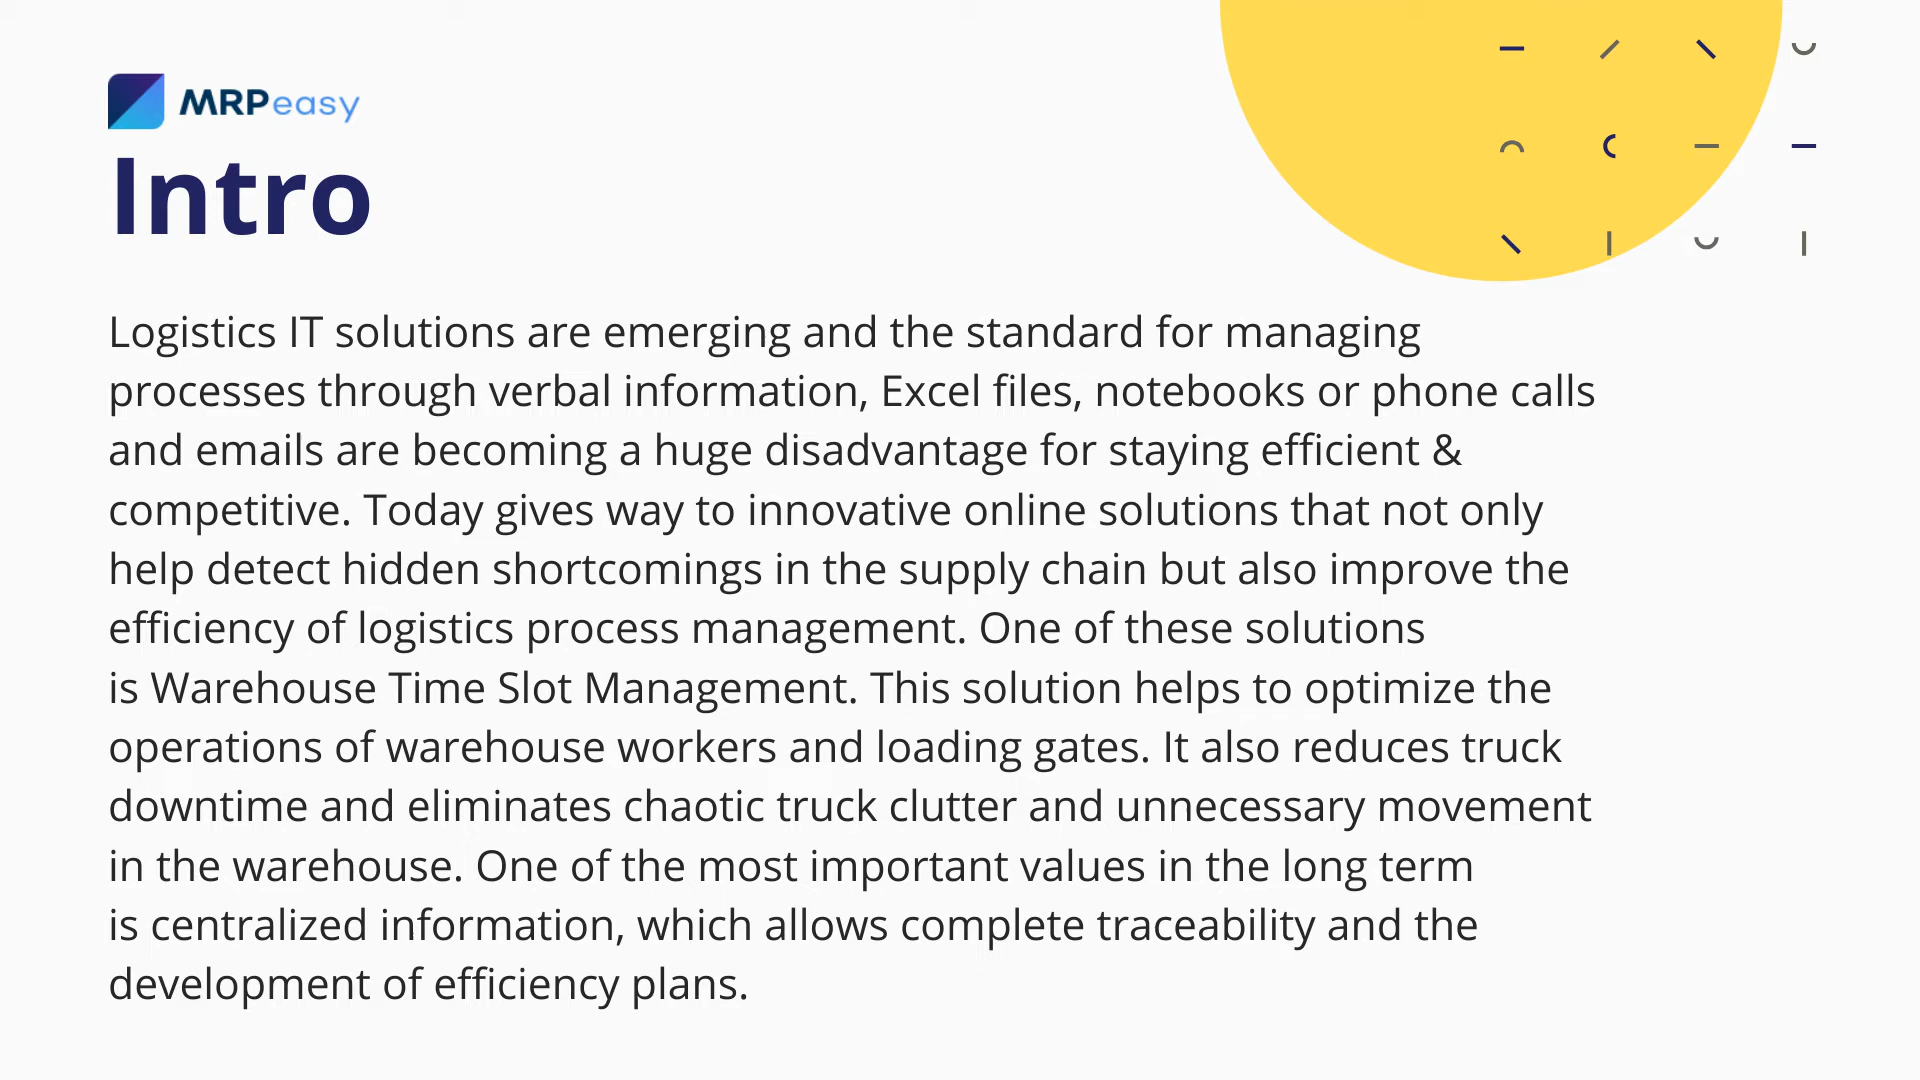 MRPeasy
Intro
Logistics IT solutions are emerging and the standard for managing
processes through verbal information, Excel files, notebooks or phone calls
and emails are becoming a huge disadvantage for staying efficient &
competitive. Today gives way to innovative online solutions that not only
help detect hidden shortcomings in the supply chain but also improve the
efficiency of logistics process management. One of these solutions
is Warehouse Time Slot Management. This solution helps to optimize the
operations of warehouse workers and loading gates. It also reduces truck
downtime and eliminates chaotic truck clutter and unnecessary movement
in the warehouse. One of the most important values in the long term
is centralized information, which allows complete traceability and the
development of efficiency plans.